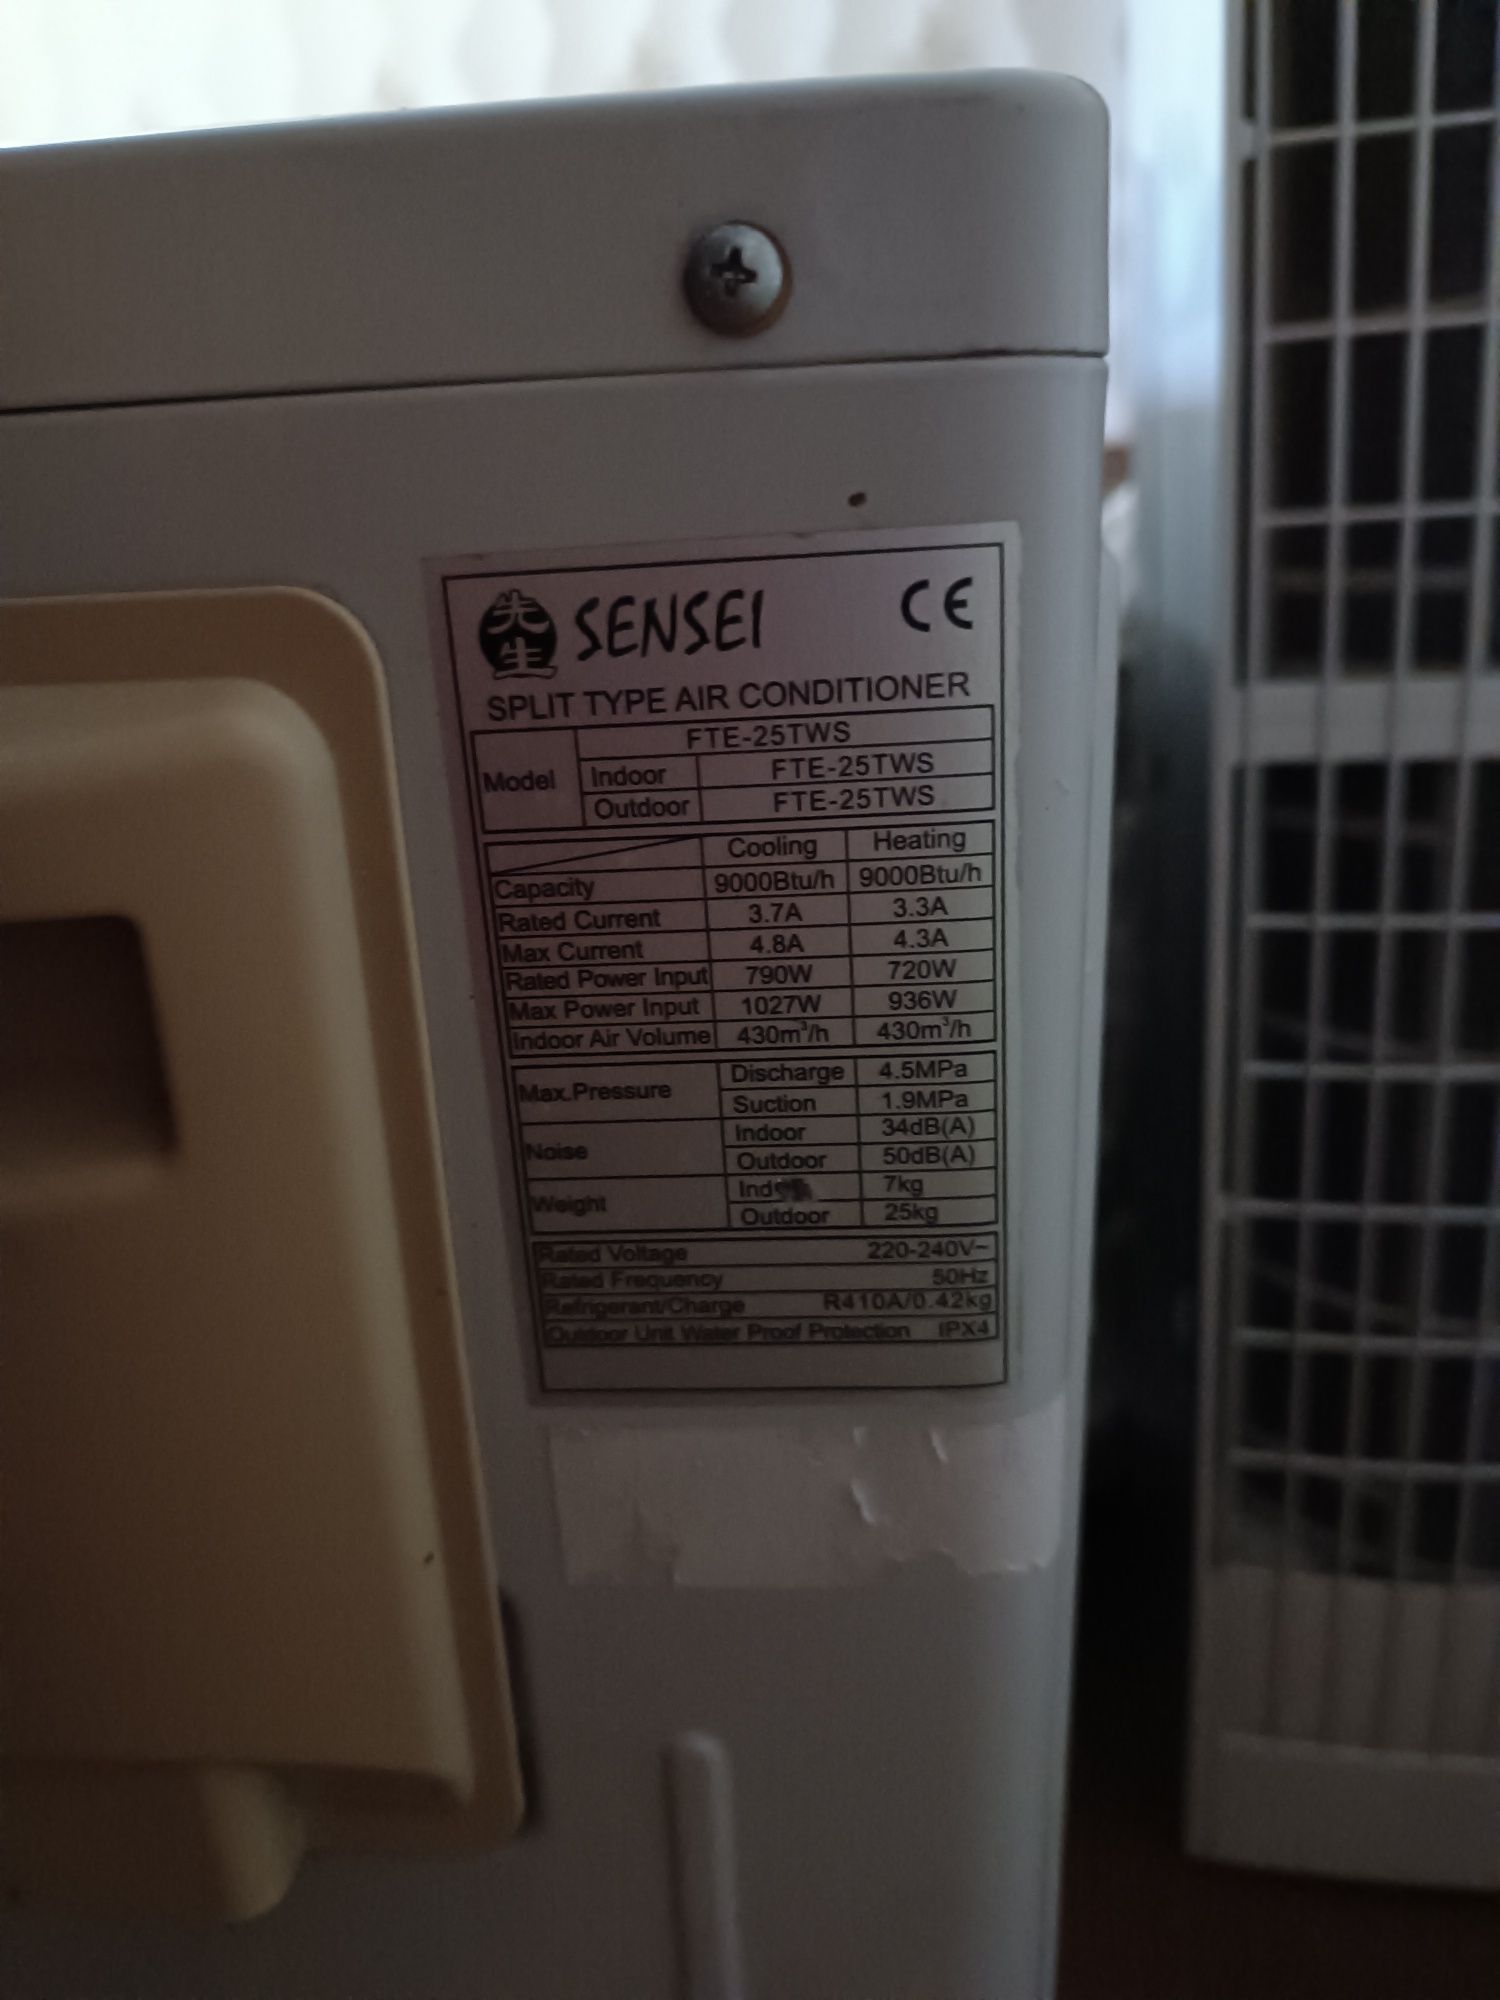 先生 SENSEI CE
SPLIT TYPE AIR CONDITIONER
Model FTE-25TWS
Indoor FTE-25TWS
Outdoor FTE-25TWS
Cooling Heating
Capacity 9000Btu/h 9000Btu/h
Rated Current 3.7A 3.3A
Max Current 4.8A 4.3A
Rated Power Input 790W 720W
Max Power Input 1027W 936W
Indoor Air Volume 430m³/h 430m³/h
Max.Pressure Discharge 4.5MPa
Suction 1.9MPa
Noise Indoor 34dB(A)
Outdoor 50dB(A)
Weight 7kg
Outdoor 25kg
Rated Voltage 220-240V~
Rated Frequency 50Hz
Refrigerant/Charge R410A/0.42kg
Outdoor Unit Water Proof Protection IPX4